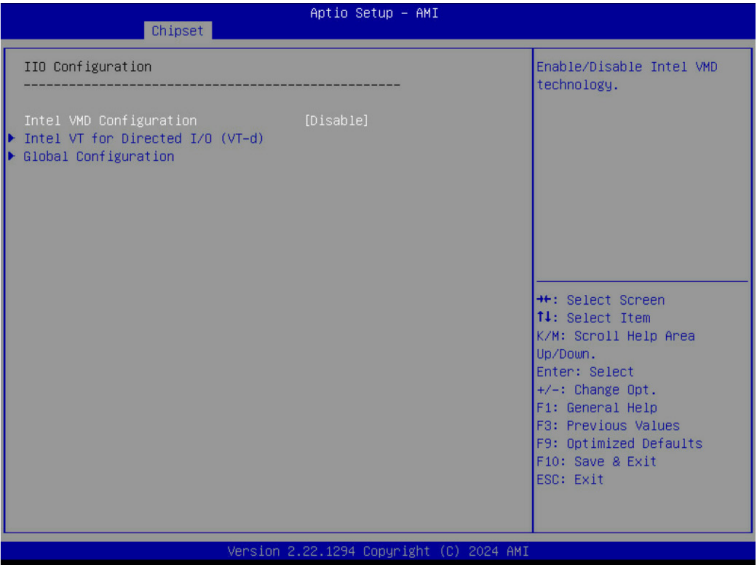 Aptio Setup – AMI
Chipset
IIO Configuration
--------------------------------------------------
Intel VMD Configuration [Disable]
Intel VT for Directed I/O (VT-d)
Global Configuration
Enable/Disable Intel VMD
technology.
→←: Select Screen
↑↓: Select Item
K/M: Scroll Help Area
Up/Down.
Enter: Select
+/-: Change Opt.
F1: General Help
F3: Previous Values
F9: Optimized Defaults
F10: Save & Exit
ESC: Exit
Version 2.22.1294 Copyright (C) 2024 AMI